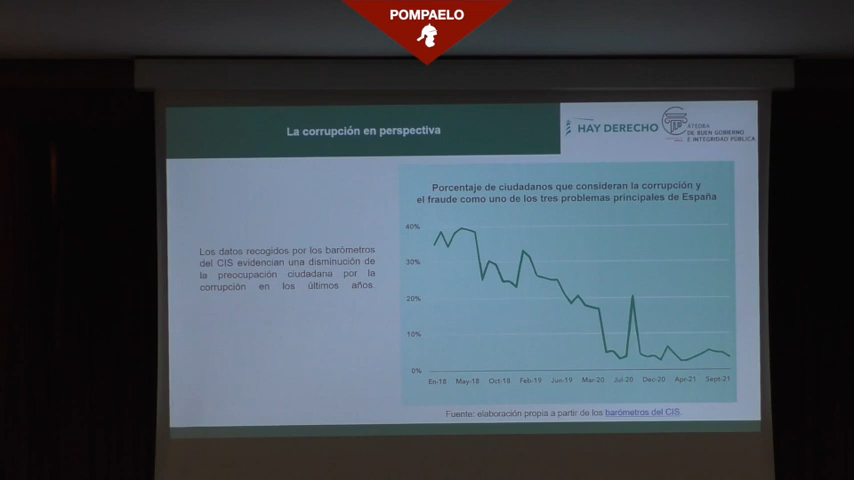 POMPAELO
La corrupción en perspectiva
HAY DERECHO
CÁTEDRA
DE BUEN GOBIERNO
E INTEGRIDAD PÚBLICA
Los datos recogidos por los barómetros
del CIS evidencian una disminución de
la preocupación ciudadana por la
corrupción en los últimos años.
Porcentaje de ciudadanos que consideran la corrupción y
el fraude como uno de los tres problemas principales de España
40%
30%
20%
10%
0%
En-18 May-18 Oct-18 Feb-19 Jun-19 Mar-20 Jul-20 Dec-20 Apr-21 Sept-21
Fuente: elaboración propia a partir de los barómetros del CIS.